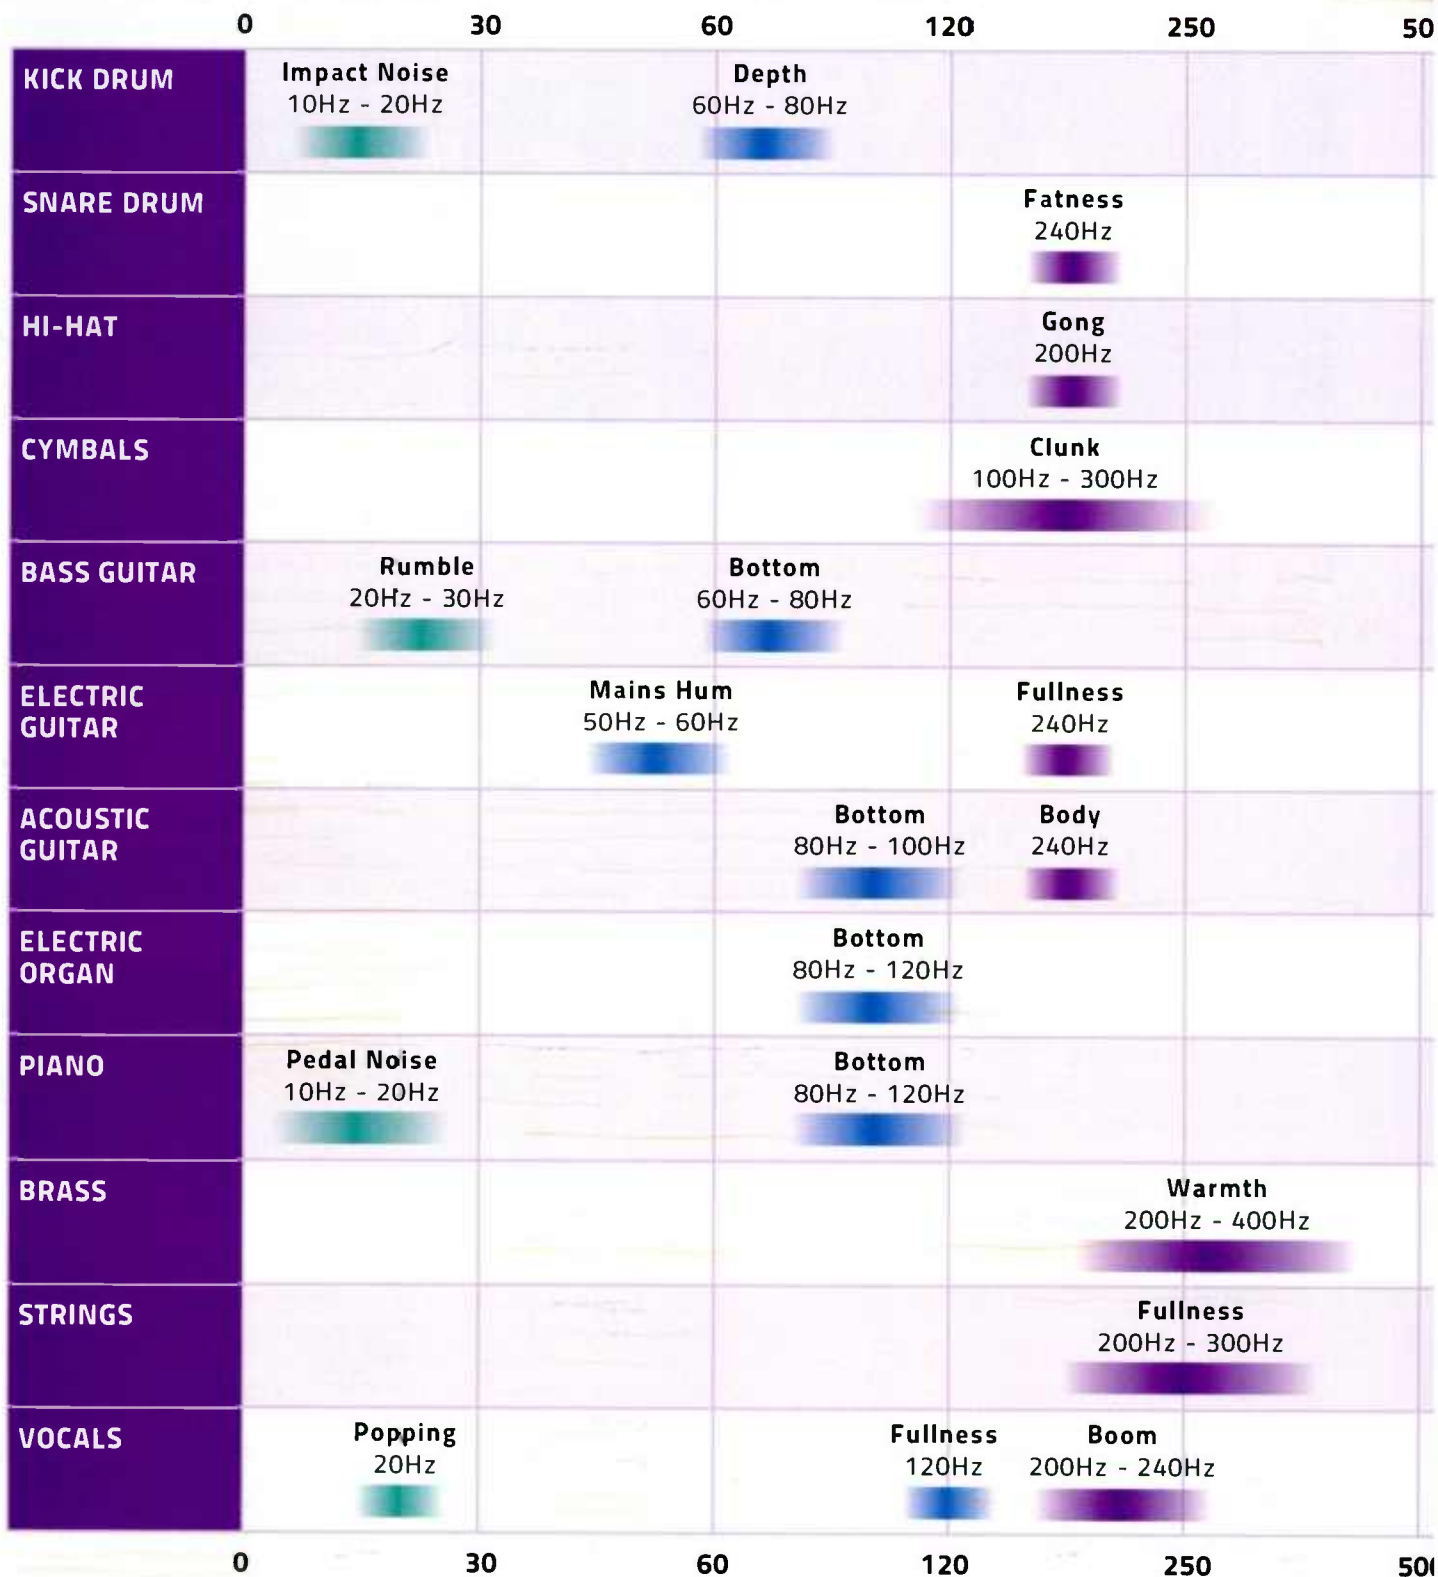 0 30 60 120 250 50
KICK DRUM
Impact Noise
10Hz - 20Hz
Depth
60Hz - 80Hz
SNARE DRUM
Fatness
240Hz
HI-HAT
Gong
200Hz
CYMBALS
Clunk
100Hz - 300Hz
BASS GUITAR
Rumble
20Hz - 30Hz
Bottom
60Hz - 80Hz
ELECTRIC
GUITAR
Mains Hum
50Hz - 60Hz
Fullness
240Hz
ACOUSTIC
GUITAR
Bottom
80Hz - 100Hz
Body
240Hz
ELECTRIC
ORGAN
Bottom
80Hz - 120Hz
PIANO
Pedal Noise
10Hz - 20Hz
Bottom
80Hz - 120Hz
BRASS
Warmth
200Hz - 400Hz
STRINGS
Fullness
200Hz - 300Hz
VOCALS
Popping
20Hz
Fullness
120Hz
Boom
200Hz - 240Hz
0 30 60 120 250 500